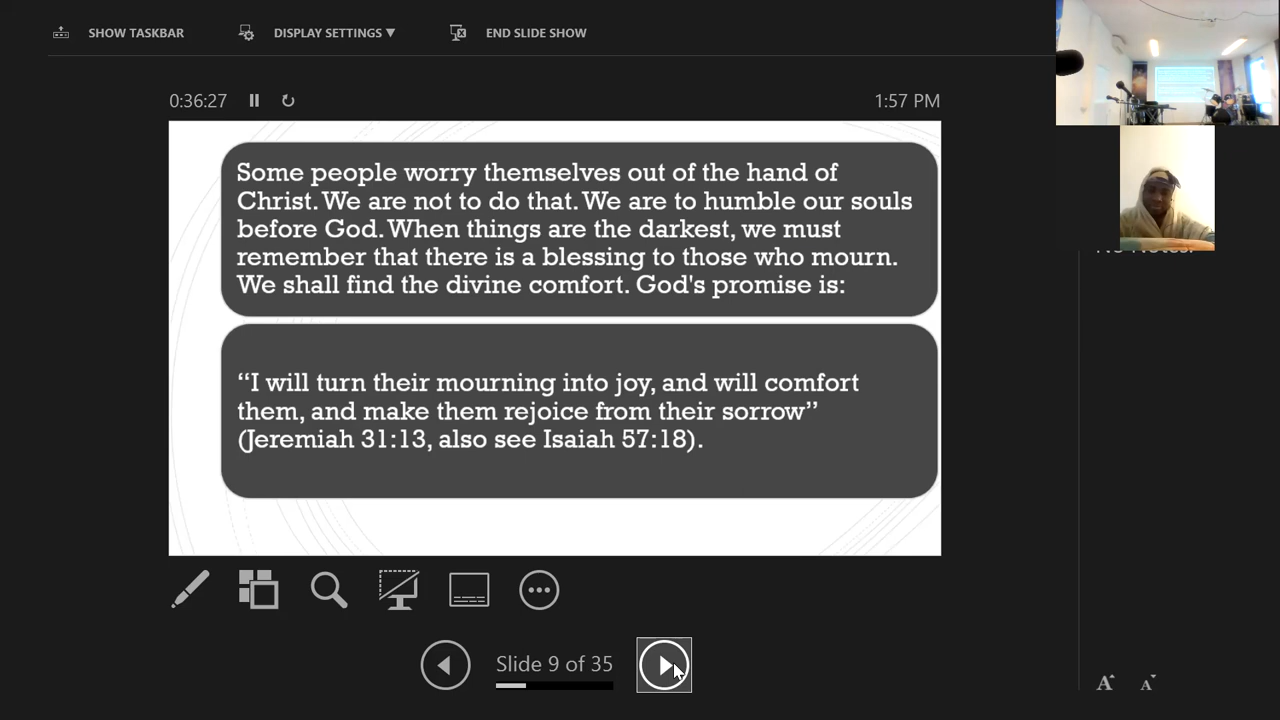 SHOW TASKBAR DISPLAY SETTINGS ▼ END SLIDE SHOW
0:36:27 1:57 PM
Some people worry themselves out of the hand of
Christ. We are not to do that. We are to humble our souls
before God. When things are the darkest, we must
remember that there is a blessing to those who mourn.
We shall find the divine comfort. God's promise is:
“I will turn their mourning into joy, and will comfort
them, and make them rejoice from their sorrow”
(Jeremiah 31:13, also see Isaiah 57:18).
Slide 9 of 35
A A